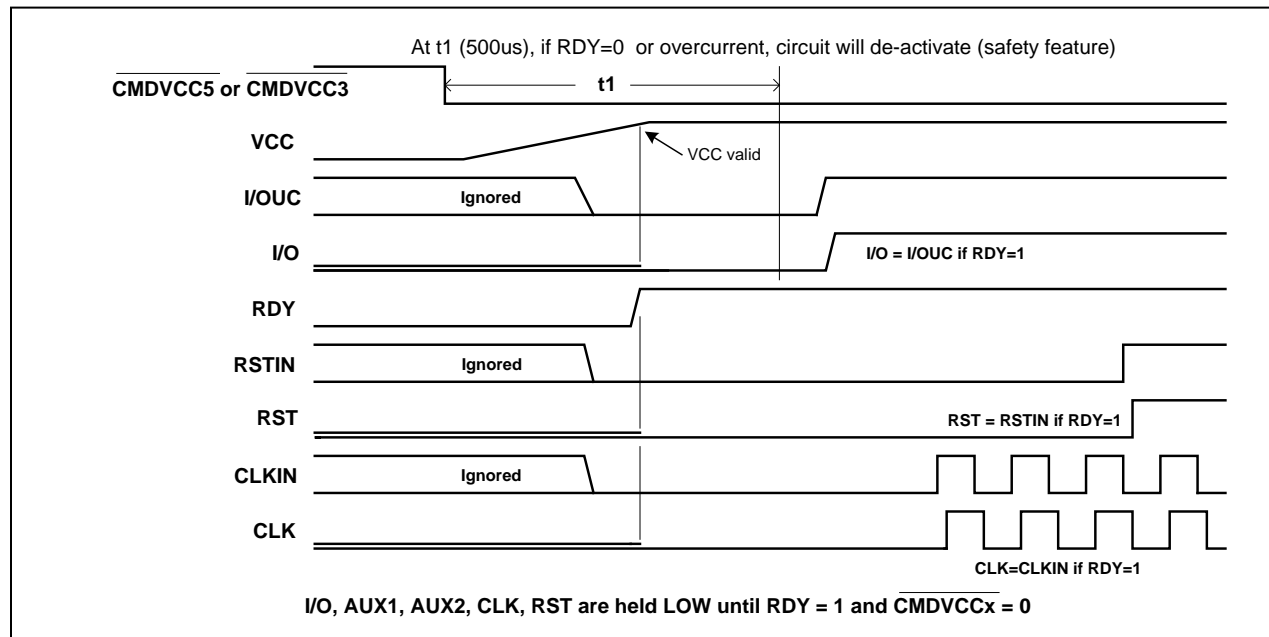 At t1 (500us), if RDY=0 or overcurrent, circuit will de-activate (safety feature)
CMDVCC5 or CMDVCC3
t1
VCC
VCC valid
I/OUC
Ignored
I/O
I/O = I/OUC if RDY=1
RDY
RSTIN
Ignored
RST
RST = RSTIN if RDY=1
CLKIN
Ignored
CLK
CLK=CLKIN if RDY=1
I/O, AUX1, AUX2, CLK, RST are held LOW until RDY = 1 and CMDVCCx = 0